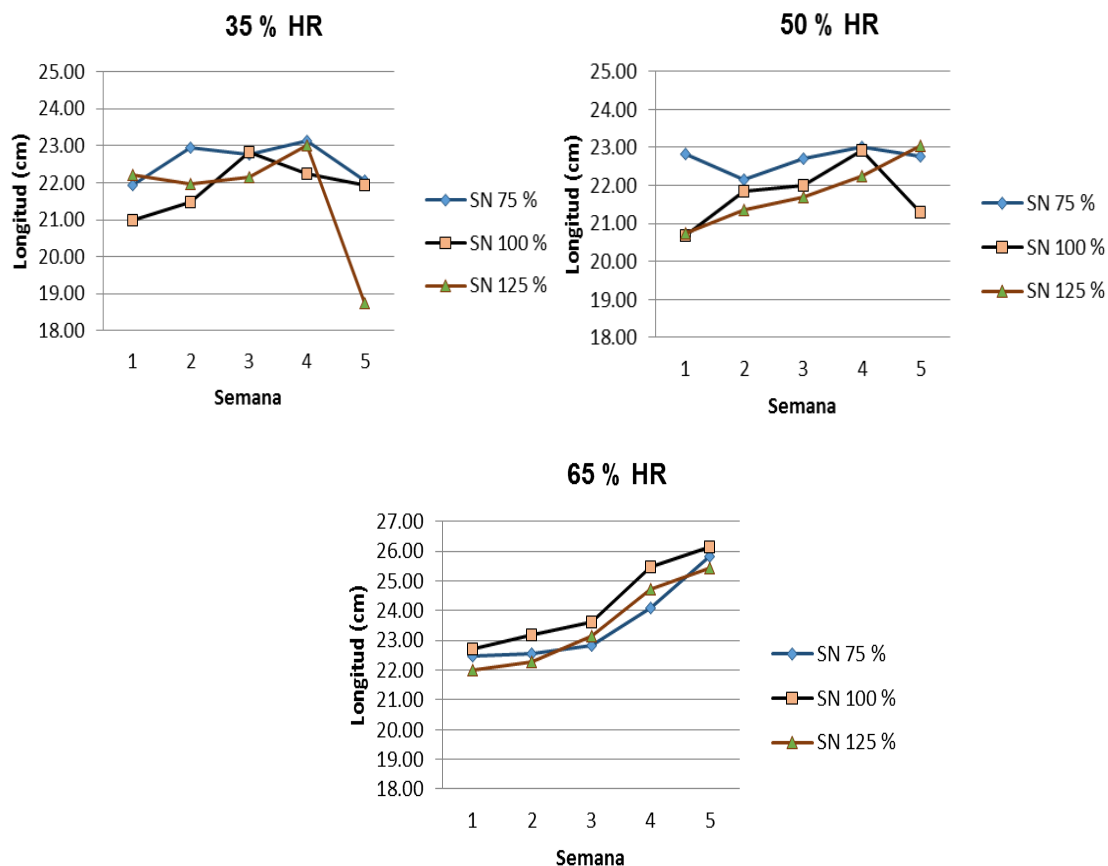 35 % HR
25.00
24.00
23.00
22.00
21.00
20.00
19.00
18.00
Longitud (cm)
1 2 3 4 5
Semana
SN 75 %
SN 100 %
SN 125 %
50 % HR
25.00
24.00
23.00
22.00
21.00
20.00
19.00
18.00
Longitud (cm)
1 2 3 4 5
Semana
SN 75 %
SN 100 %
SN 125 %
65 % HR
27.00
26.00
25.00
24.00
23.00
22.00
21.00
20.00
19.00
18.00
Longitud (cm)
1 2 3 4 5
Semana
SN 75 %
SN 100 %
SN 125 %